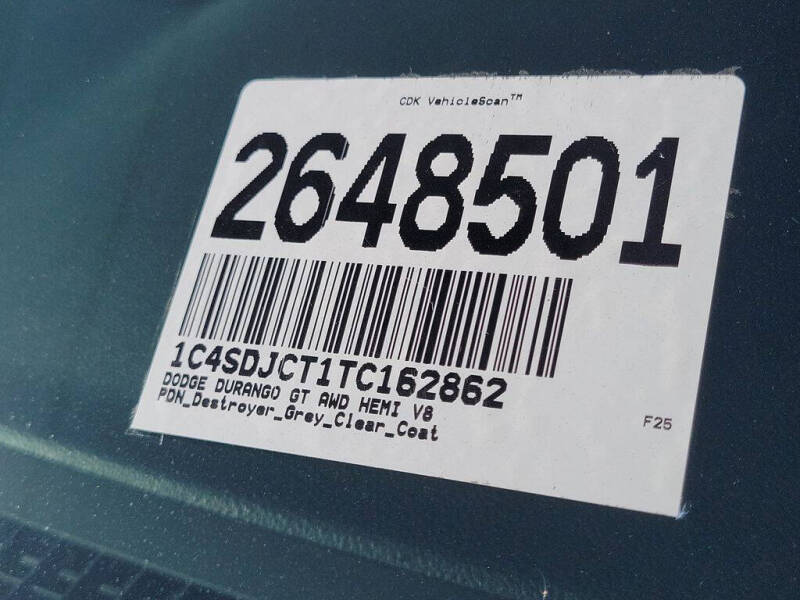 CDK VehicleScan™
2648501
1C4SDJCT1TC162862
DODGE DURANGO GT AWD HEMI V8
PDN_Destroyer_Grey_Clear_Coat
F25